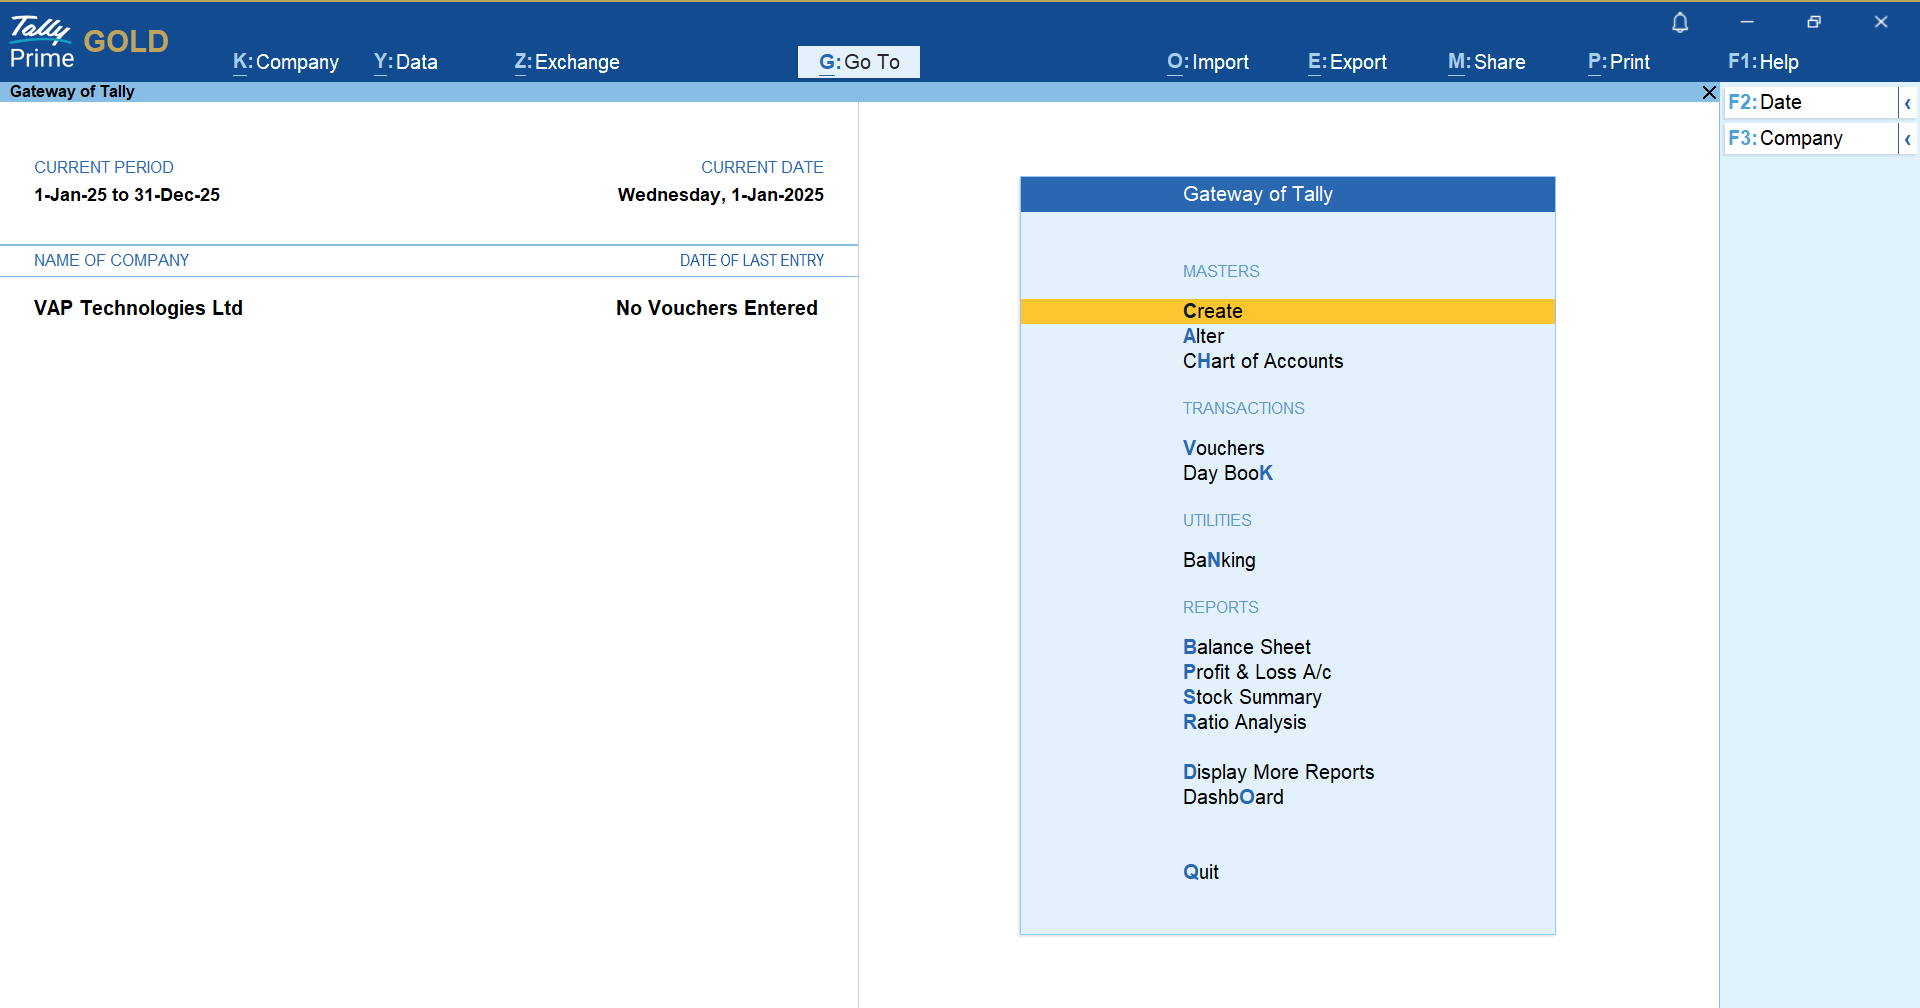 Tally
Prime GOLD
K:Company Y:Data Z:Exchange G:Go To O:Import E:Export M:Share P:Print F1:Help
Gateway of Tally
F2:Date
F3:Company
CURRENT PERIOD CURRENT DATE
1-Jan-25 to 31-Dec-25 Wednesday, 1-Jan-2025
NAME OF COMPANY DATE OF LAST ENTRY
VAP Technologies Ltd No Vouchers Entered
Gateway of Tally
MASTERS
Create
Alter
CHart of Accounts
TRANSACTIONS
Vouchers
Day BooK
UTILITIES
BaNking
REPORTS
Balance Sheet
Profit & Loss A/c
Stock Summary
Ratio Analysis
Display More Reports
DashbOard
Quit